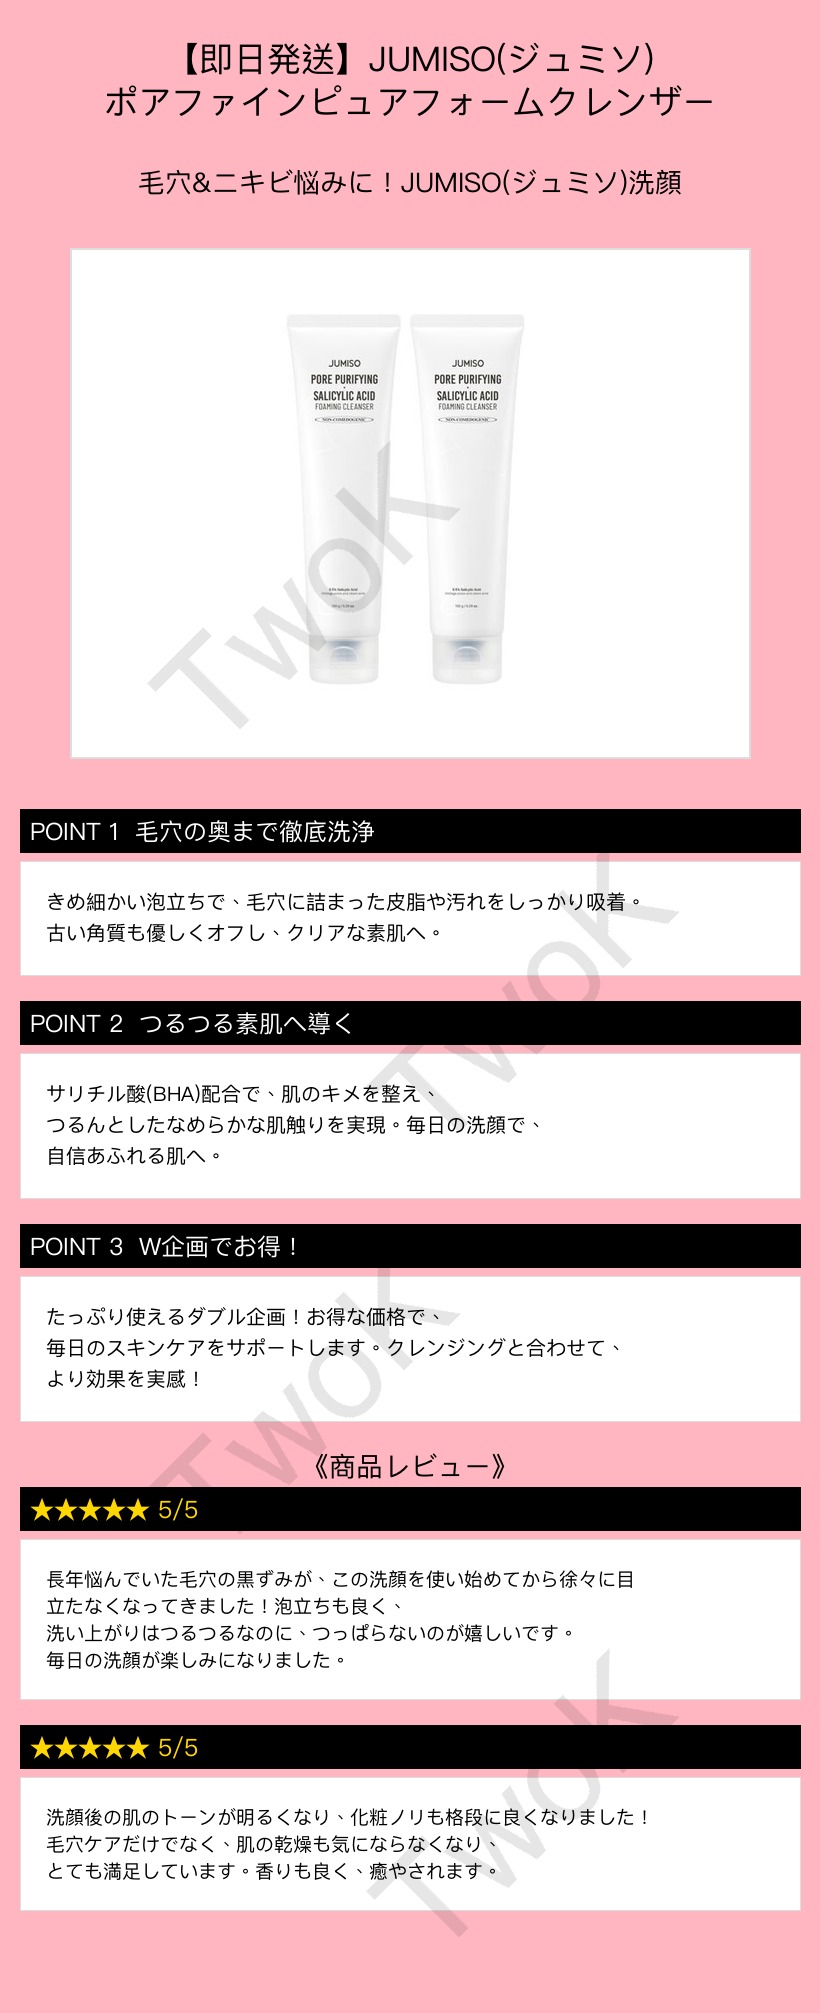 【即日発送】JUMISO(ジュミソ)
ポアファインピュアフォームクレンザー
毛穴&ニキビ悩みに！JUMISO(ジュミソ)洗顔
JUMISO JUMISO
PORE PURIFYING PORE PURIFYING
SALICYLIC ACID SALICYLIC ACID
FOAMING CLEANSER FOAMING CLEANSER
NON-COMEDOGENIC NON-COMEDOGENIC
TwoK
POINT 1 毛穴の奥まで徹底洗浄
きめ細かい泡立ちで、毛穴に詰まった皮脂や汚れをしっかり吸着。
古い角質も優しくオフし、クリアな素肌へ。
TwoK
POINT 2 つるつる素肌へ導く
サリチル酸(BHA)配合で、肌のキメを整え、
つるんとしたなめらかな肌触りを実現。毎日の洗顔で、
自信あふれる肌へ。
POINT 3 W企画でお得！
たっぷり使えるダブル企画！お得な価格で、
毎日のスキンケアをサポートします。クレンジングと合わせて、
より効果を実感！
TwoK
《商品レビュー》
★★★★★ 5/5
長年悩んでいた毛穴の黒ずみが、この洗顔を使い始めてから徐々に目
立たなくなってきました！泡立ちも良く、
洗い上がりはつるつるなのに、つっぱらないのが嬉しいです。
毎日の洗顔が楽しみになりました。
★★★★★ 5/5
洗顔後の肌のトーンが明るくなり、化粧ノリも格段に良くなりました！
毛穴ケアだけでなく、肌の乾燥も気にならなくなり、
とても満足しています。香りも良く、癒やされます。
TwoK